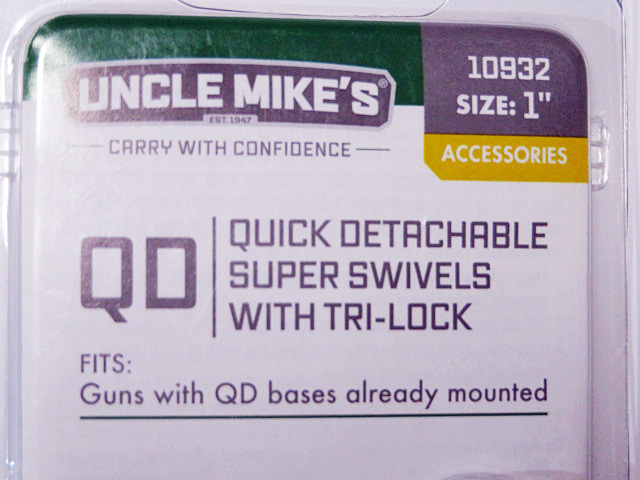 10932
UNCLE MIKE'S®
SIZE: 1"
EST. 1947
CARRY WITH CONFIDENCE
ACCESSORIES
QD
QUICK DETACHABLE
SUPER SWIVELS
WITH TRI-LOCK
FITS:
Guns with QD bases already mounted